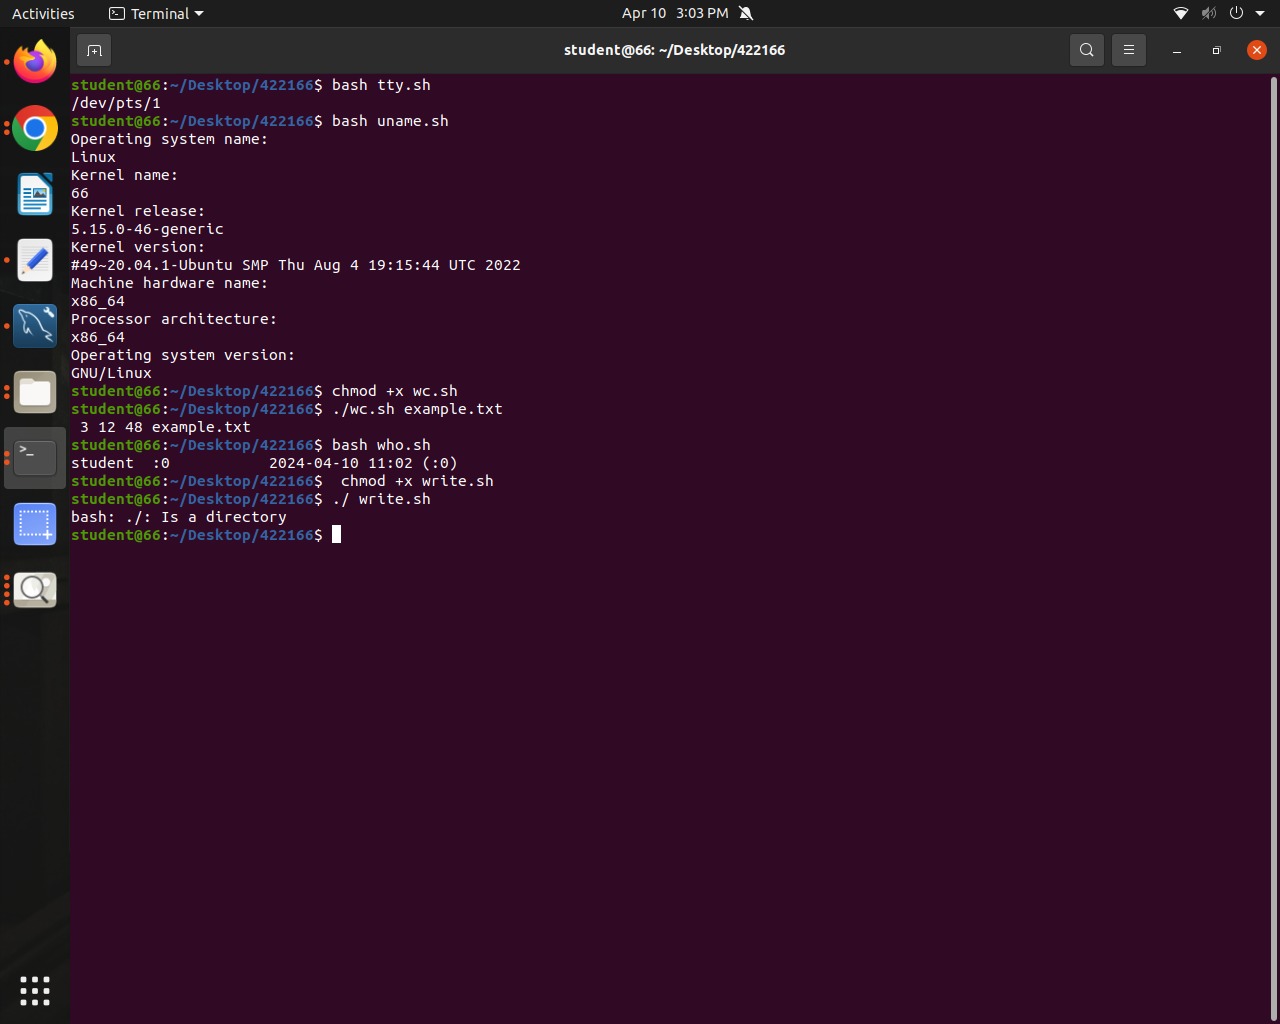 Activities
Terminal
Apr 10 3:03 PM
student@66: ~/Desktop/422166
student@66:~/Desktop/422166$ bash tty.sh
/dev/pts/1
student@66:~/Desktop/422166$ bash uname.sh
Operating system name:
Linux
Kernel name:
66
Kernel release:
5.15.0-46-generic
Kernel version:
#49~20.04.1-Ubuntu SMP Thu Aug 4 19:15:44 UTC 2022
Machine hardware name:
x86_64
Processor architecture:
x86_64
Operating system version:
GNU/Linux
student@66:~/Desktop/422166$ chmod +x wc.sh
student@66:~/Desktop/422166$ ./wc.sh example.txt
 3 12 48 example.txt
student@66:~/Desktop/422166$ bash who.sh
student  :0           2024-04-10 11:02 (:0)
student@66:~/Desktop/422166$  chmod +x write.sh
student@66:~/Desktop/422166$ ./ write.sh
bash: ./: Is a directory
student@66:~/Desktop/422166$